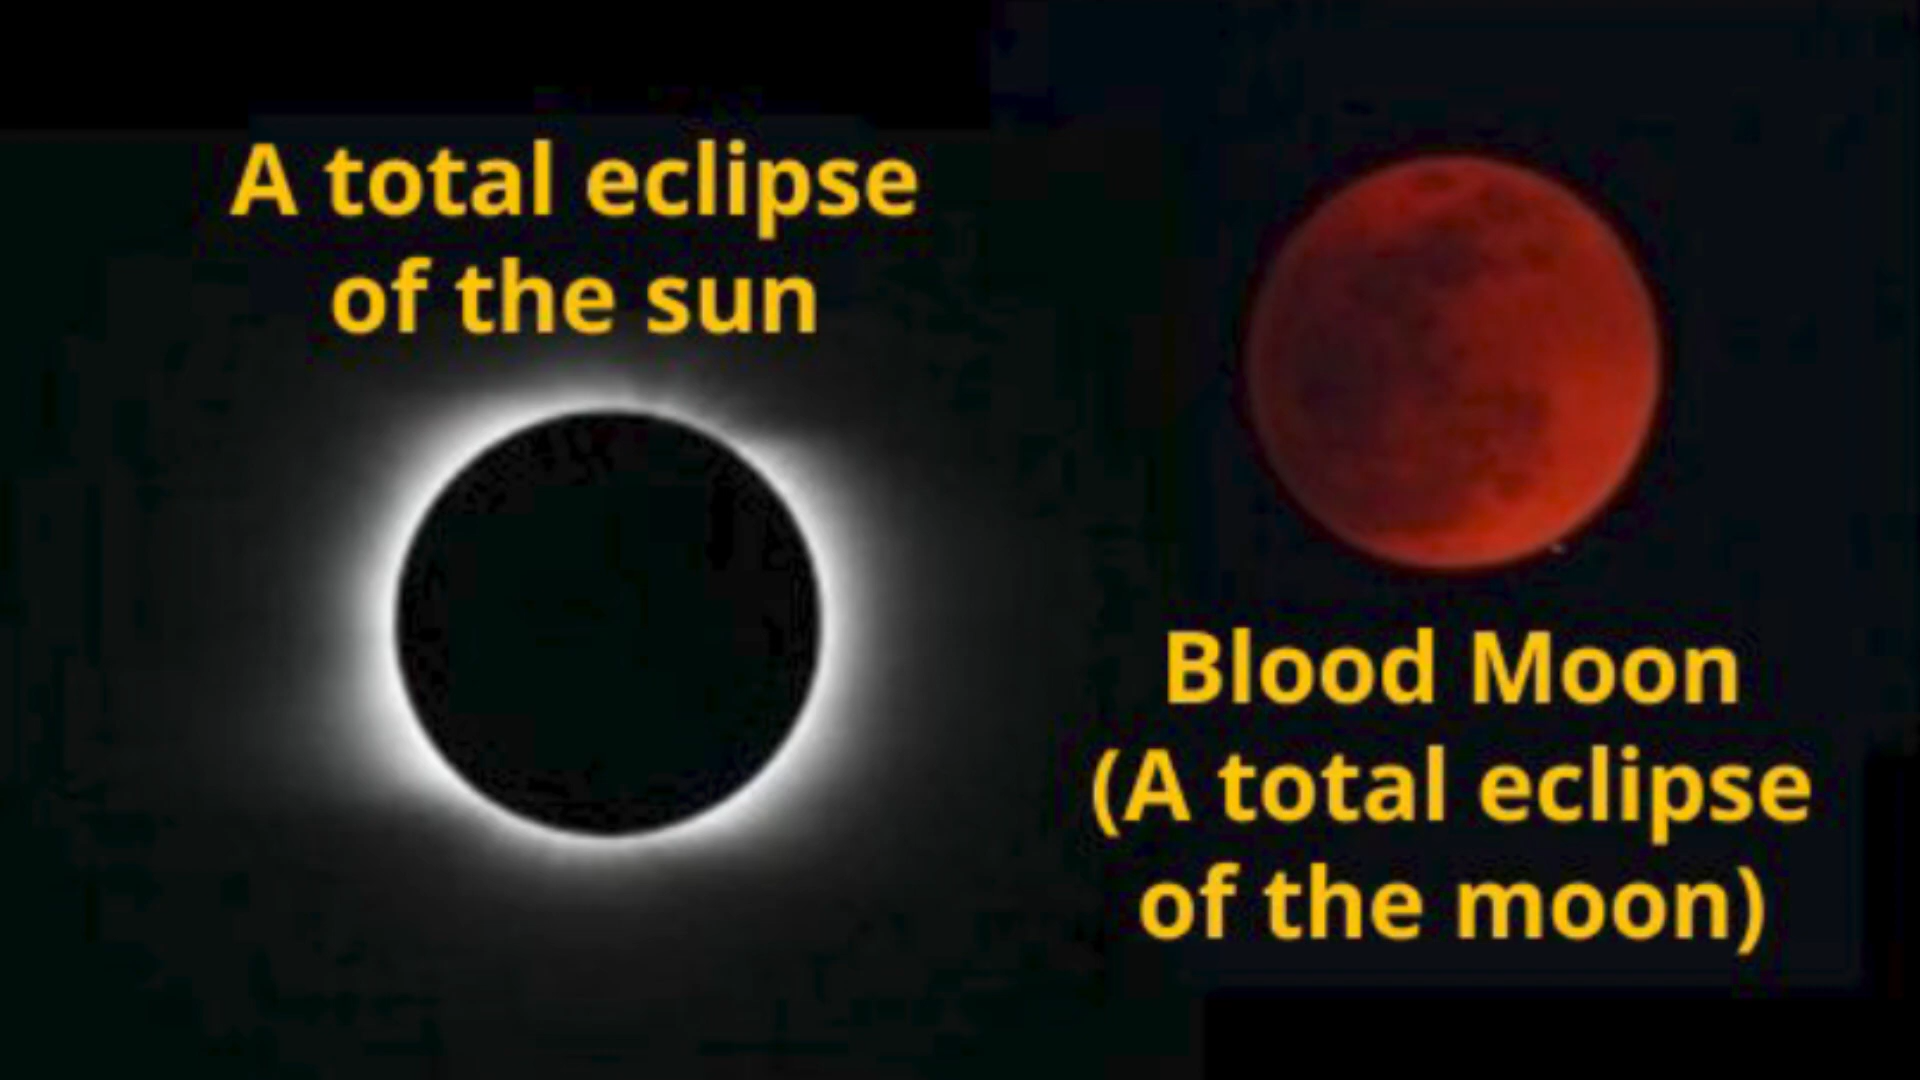 A total eclipse
of the sun
Blood Moon
(A total eclipse
of the moon)